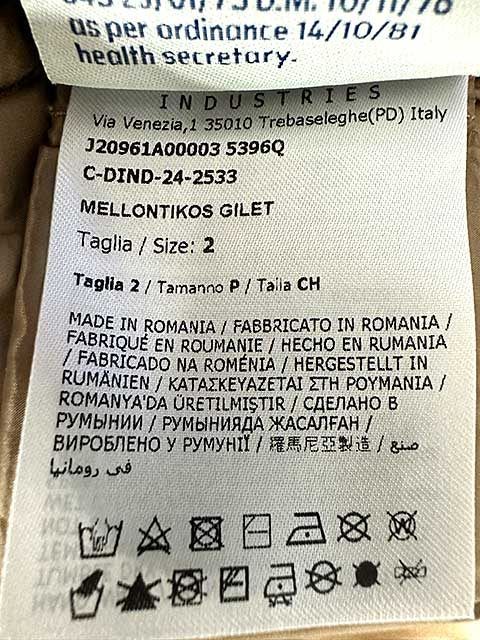 as per ordinance 14/10/81
health secretary.
INDUSTRIES
Via Venezia,1 35010 Trebaseleghe(PD) Italy
J20961A00003 5396Q
C-DIND-24-2533
MELLONTIKOS GILET
Taglia / Size: 2
Taglia 2 / Tamanno P / Talla CH
MADE IN ROMANIA / FABBRICATO IN ROMANIA /
FABRIQUÉ EN ROUMANIE / HECHO EN RUMANIA
/ FABRICADO NA ROMÉNIA / HERGESTELLT IN
RUMÄNIEN / ΚΑΤΑΣΚΕΥΑΖΕΤΑΙ ΣΤΗ ΡΟΥΜΑΝΙΑ /
ROMANYA'DA ÜRETILMIŞTIR / СДЕЛАНО В
РУМЫНИИ / РУМЫНИЯДА ЖАСАЛҒАН /
ВИРОБЛЕНО У РУМУНІЇ / 羅馬尼亞製造 / صنع
في رومانيا